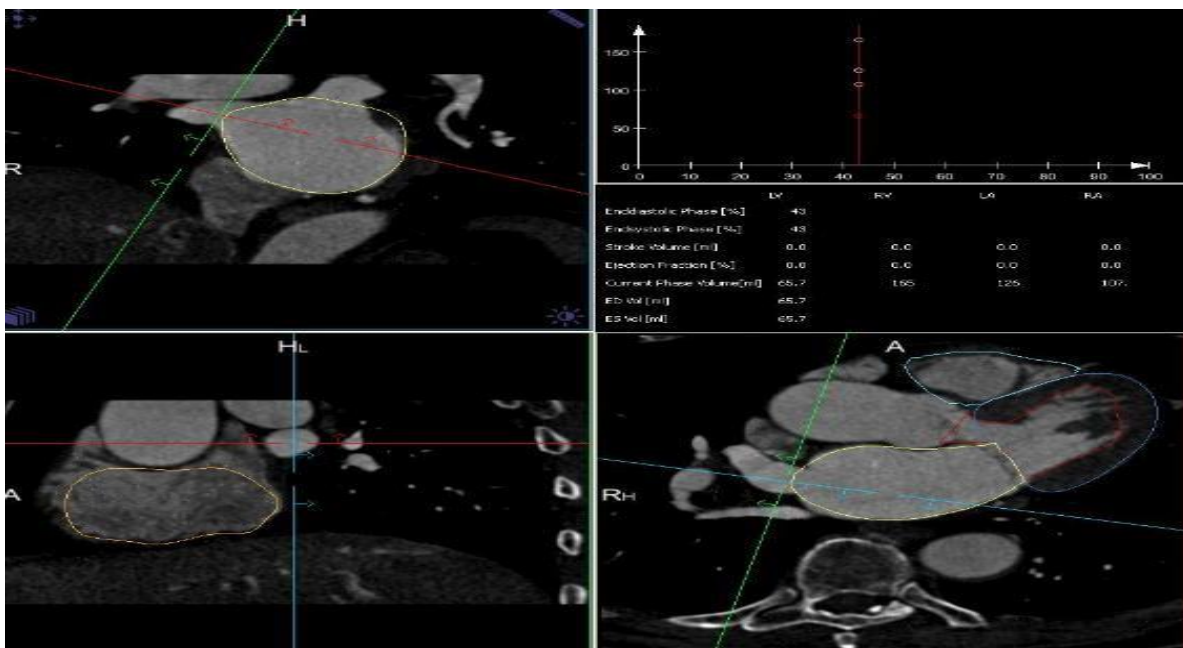 H
R
150
100
50
0
0 10 20 30 40 50 60 70 80 90 100
LV RV LA RA
Enddiastolic Phase [%] 43
Endsystolic Phase [%] 43
Stroke Volume [ml] 0.0 0.0 0.0 0.0
Ejection Fraction [%] 0.0 0.0 0.0 0.0
Current Phase Volume[ml] 65.7 165 126 107.
ED Vol [ml] 65.7
ES Vol [ml] 65.7
HL
A
A
RH